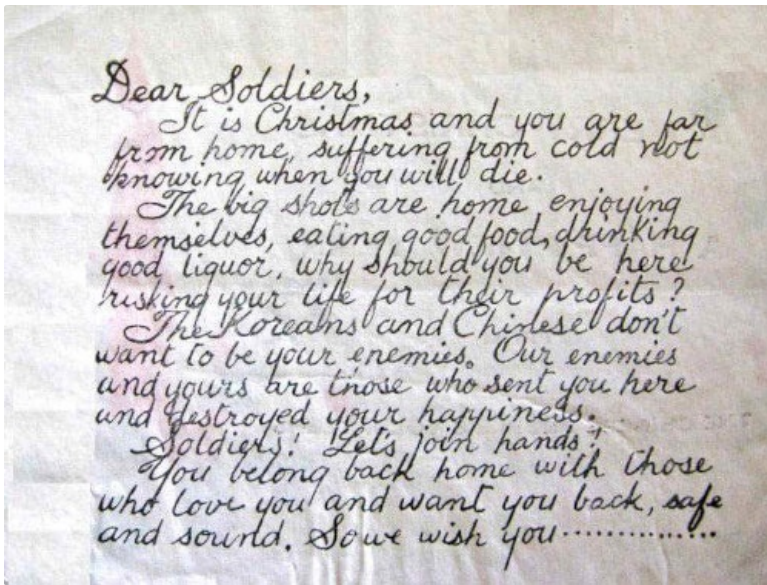 Dear Soldiers,
It is Christmas and you are far
from home, suffering from cold not
knowing when you will die.
The big shots are home enjoying
themselves, eating good food, drinking
good liquor, why should you be here
risking your life for their profits?
The Koreans and Chinese don't
want to be your enemies. Our enemies
and yours are those who sent you here
and destroyed your happiness.
Soldiers! Let's join hands!
You belong back home with those
who love you and want you back, safe
and sound. So we wish you...............